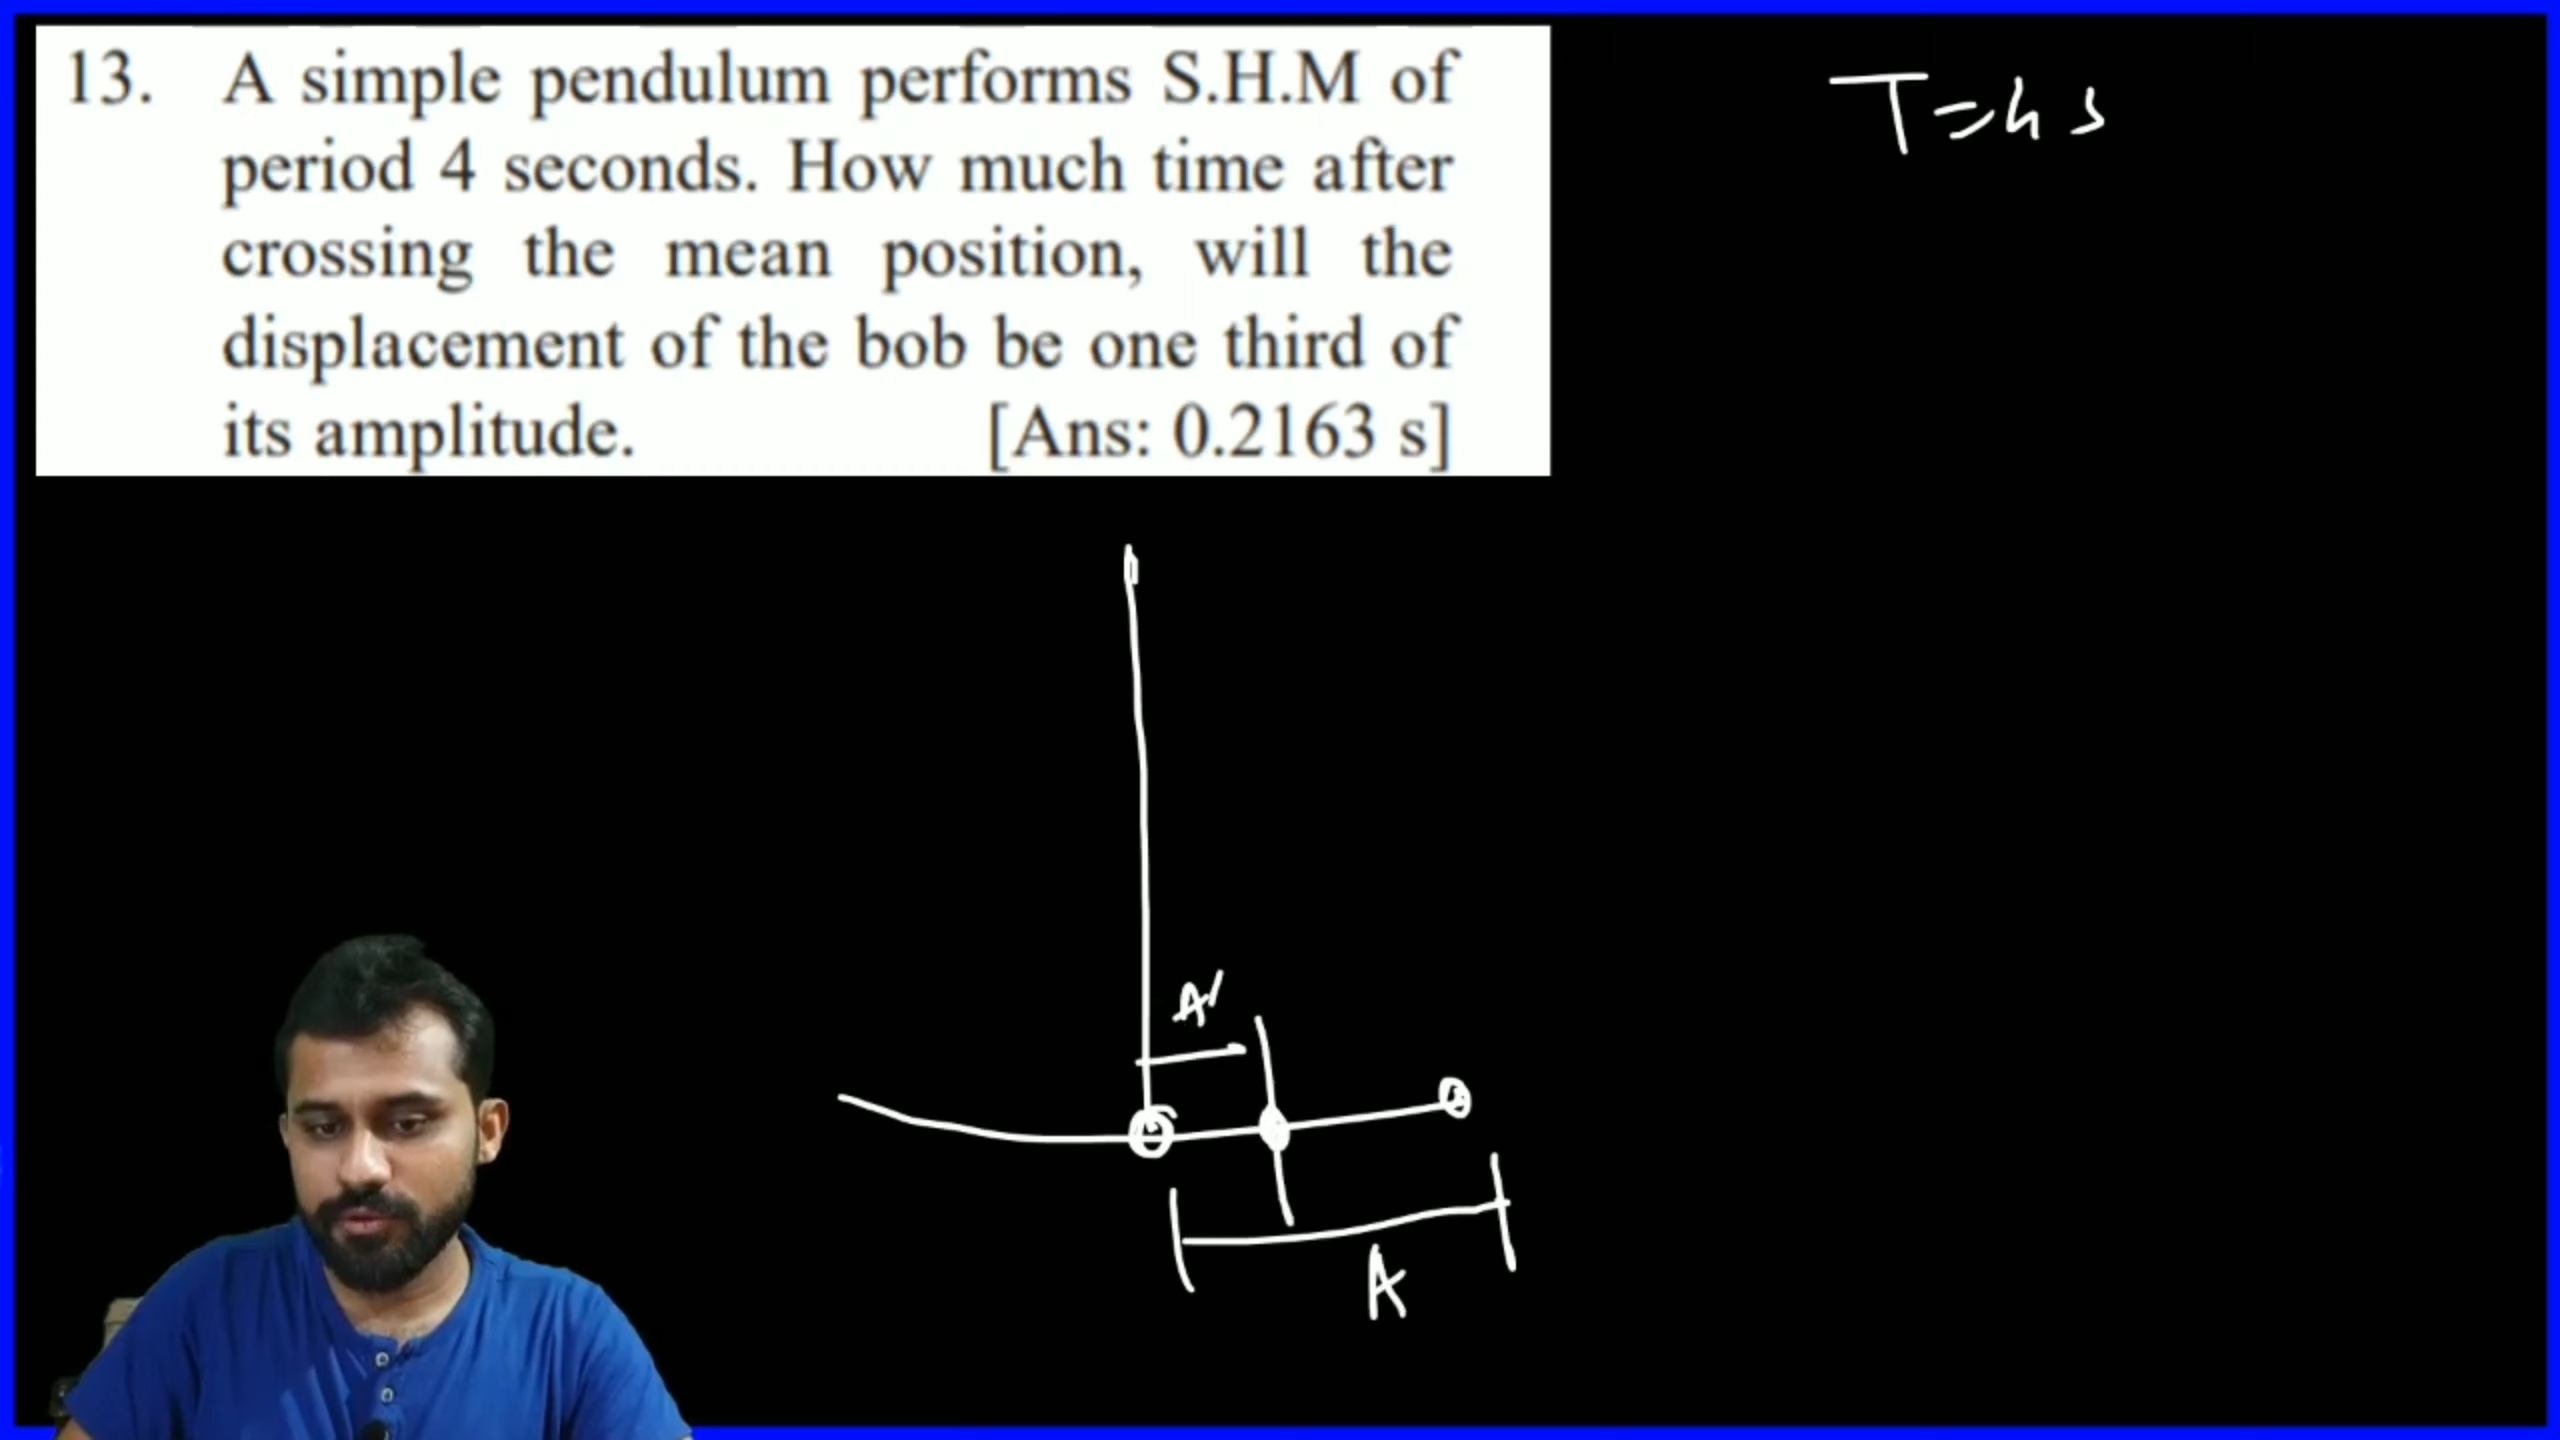 13. A simple pendulum performs S.H.M of
period 4 seconds. How much time after
crossing the mean position, will the
displacement of the bob be one third of
its amplitude. [Ans: 0.2163 s]
T=4 s
A'
A